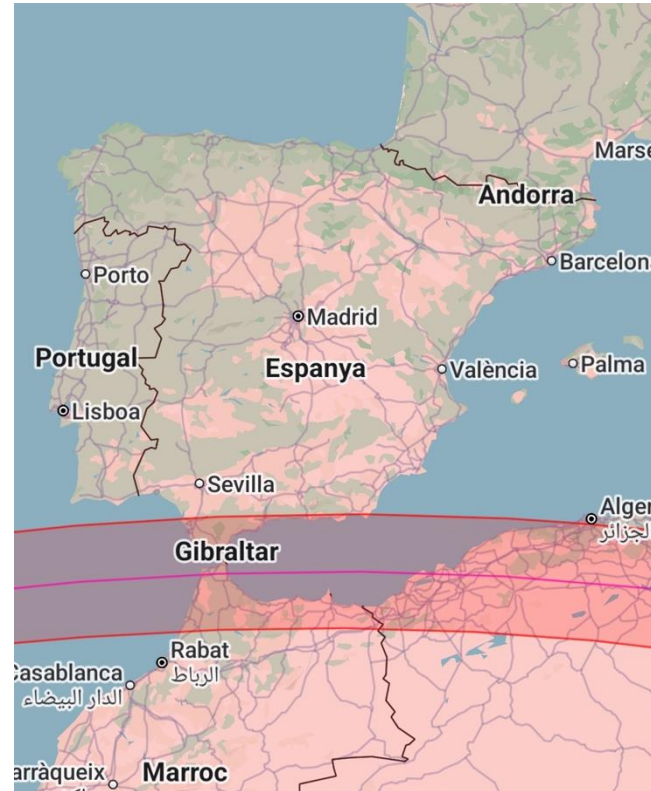 Marse
Andorra
Barcelona
Porto
Madrid
Portugal
Espanya
València
Palma
Lisboa
Sevilla
Alger
الجزائر
Gibraltar
Rabat
الرباط
Casablanca
الدار البيضاء
arràqueix
Marroc